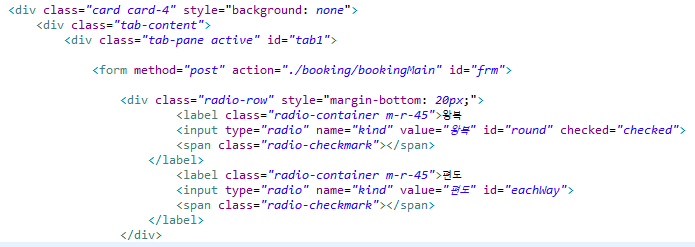 <div class="card card-4" style="background: none">
<div class="tab-content">
<div class="tab-pane active" id="tab1">
<form method="post" action="./booking/bookingMain" id="frm">
<div class="radio-row" style="margin-bottom: 20px;">
<label class="radio-container m-r-45">왕복
<input type="radio" name="kind" value="왕복" id="round" checked="checked">
<span class="radio-checkmark"></span>
</label>
<label class="radio-container m-r-45">편도
<input type="radio" name="kind" value="편도" id="eachWay">
<span class="radio-checkmark"></span>
</label>
</div>